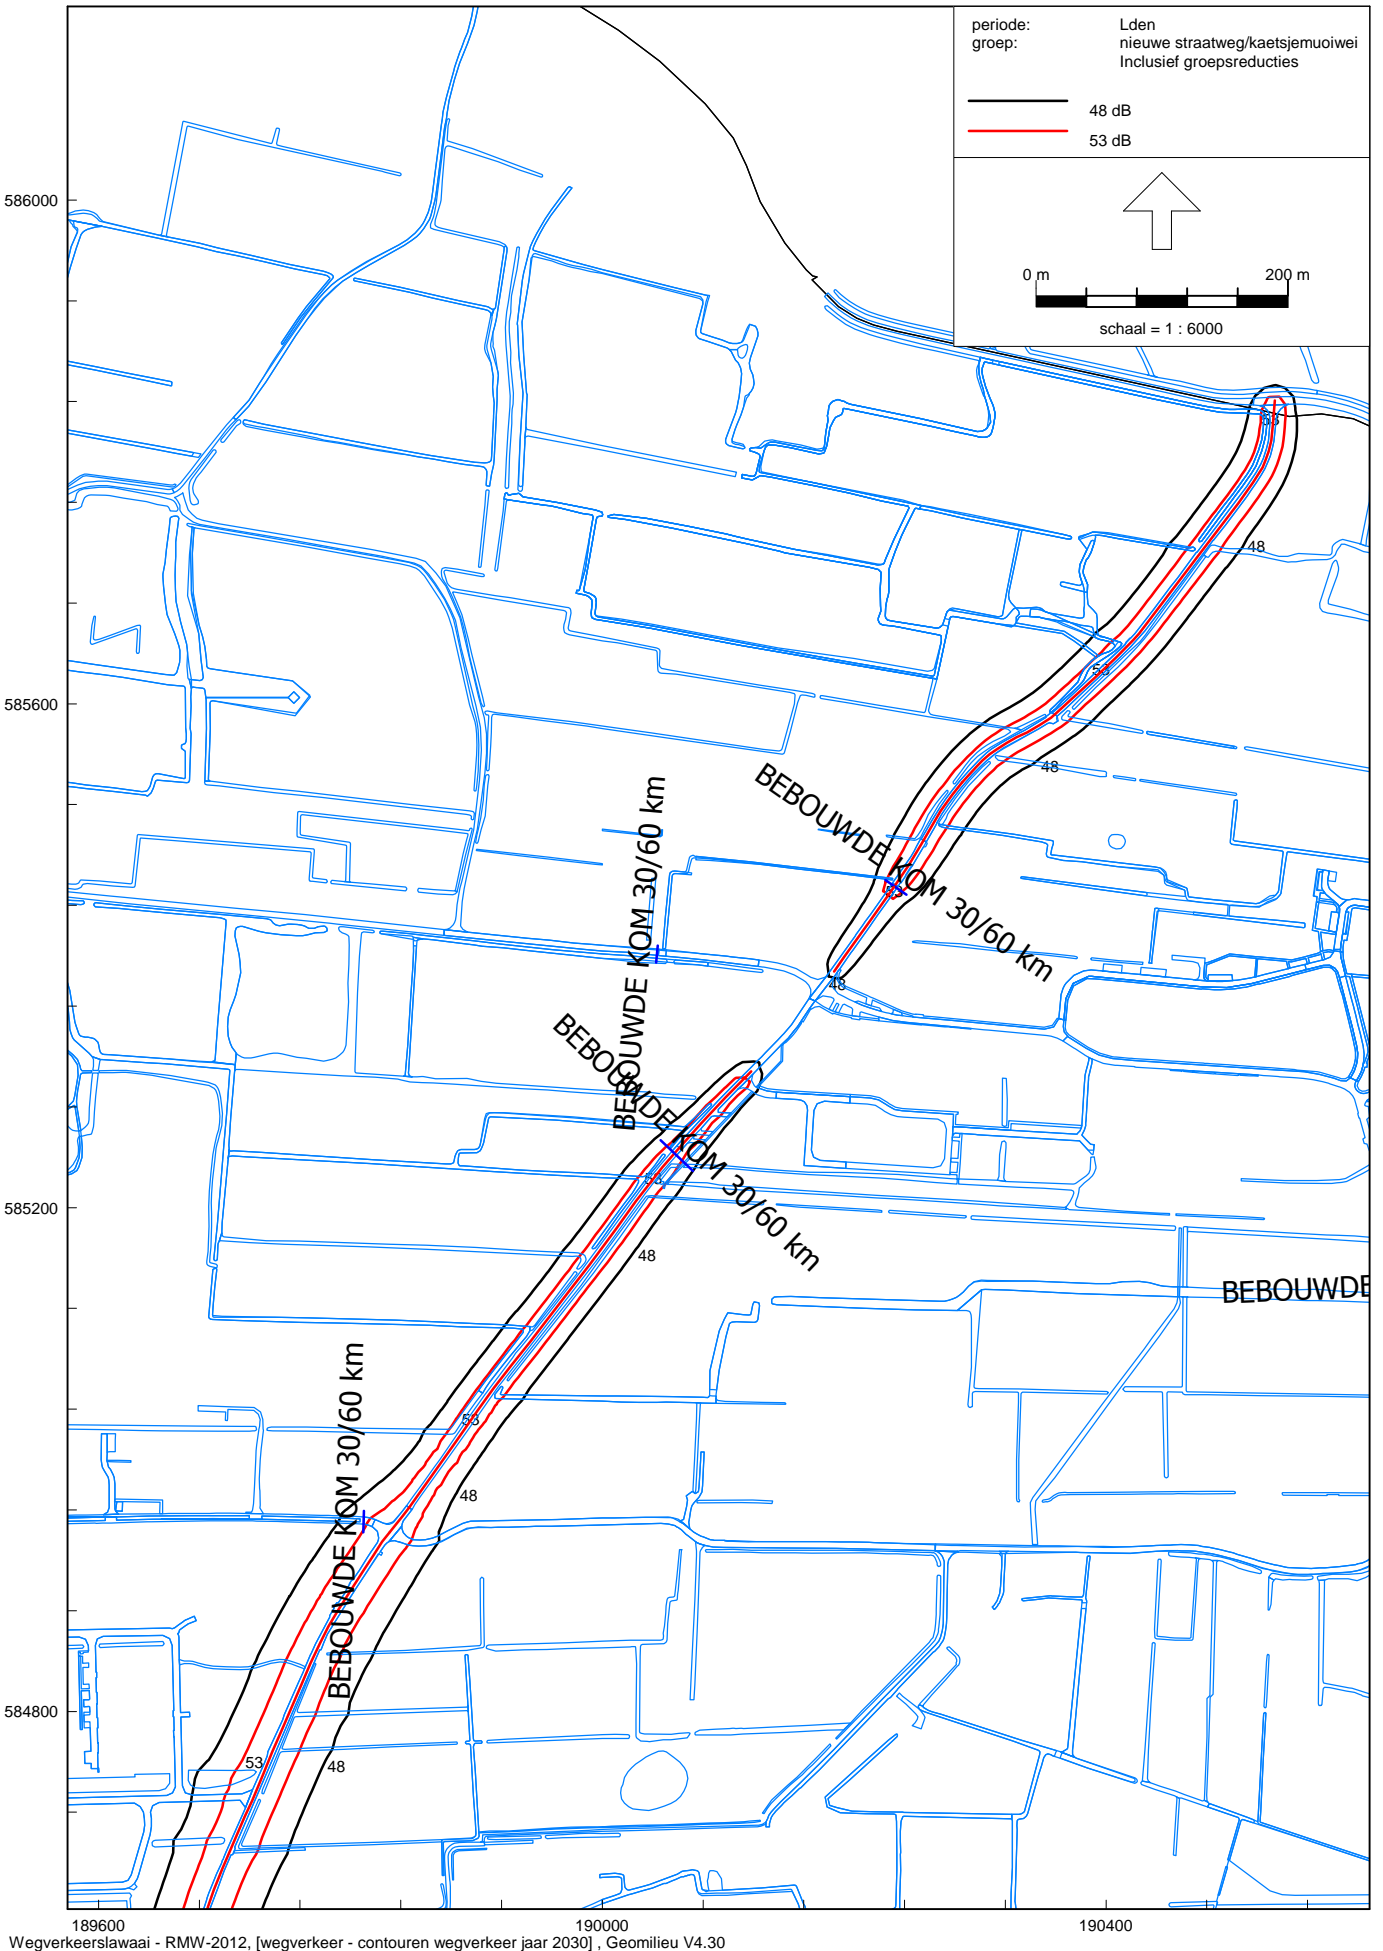 periode: Lden
groep: nieuwe straatweg/kaetsjemuoiwei
Inclusief groepsreducties
48 dB
53 dB
0 m 200 m
schaal = 1 : 6000
586000
53
48
53
585600
48
BEBOUWDE KOM 30/60 km
BEBOUWDE KOM 30/60 km
48
BEBOUWDE KOM 30/60 km
53
585200
48
BEBOUWDE
BEBOUWDE KOM 30/60 km
53
48
584800
53
48
189600 190000 190400
Wegverkeerslawaai - RMW-2012, [wegverkeer - contouren wegverkeer jaar 2030] , Geomilieu V4.30